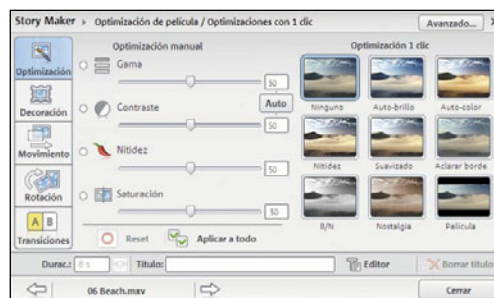 Story Maker › Optimización de película / Optimizaciones con 1 clic
Avanzado...
Optimización
Decoración
Movimiento
Rotación
A B
Transiciones
Optimización manual
Gama
50
Auto
Contraste
50
Nitidez
50
Saturación
50
Reset
Aplicar a todo
Optimización 1 clic
Ninguno Auto-brillo Auto-color
Nitidez Suavizado Aclarar borde
B/N Nostalgia Película
Durac.: 6 s Título: Editor Borrar título
06 Beach.mxv Cerrar